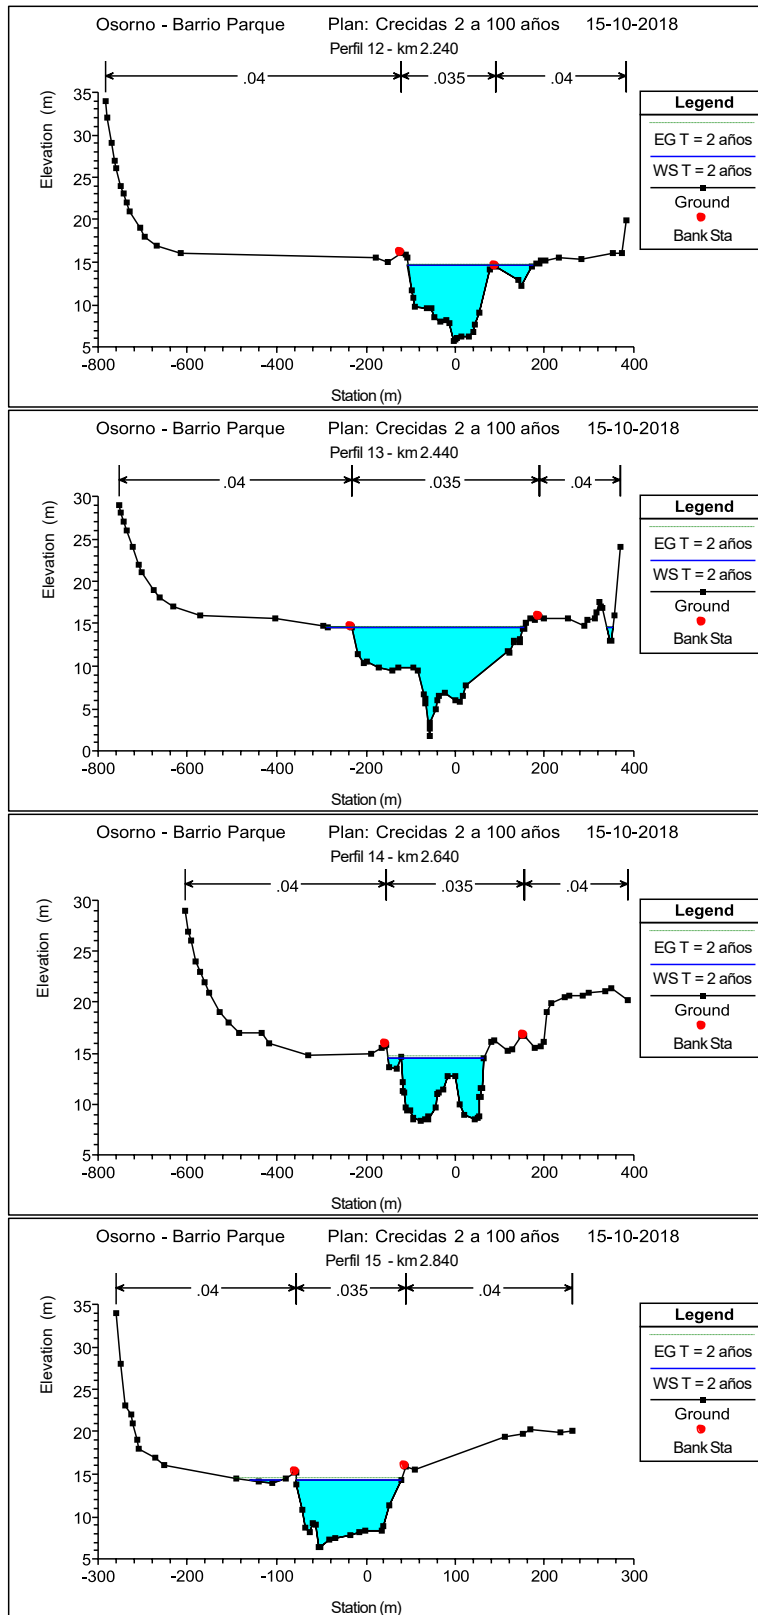 Osorno - Barrio Parque Plan: Crecidas 2 a 100 años 15-10-2018
Perfil 12 - km 2.240
.04 .035 .04
Elevation (m)
35
30
25
20
15
10
5
-800 -600 -400 -200 0 200 400
Station (m)
Legend
EG T = 2 años
WS T = 2 años
Ground
Bank Sta
Osorno - Barrio Parque Plan: Crecidas 2 a 100 años 15-10-2018
Perfil 13 - km 2.440
.04 .035 .04
Elevation (m)
30
25
20
15
10
5
0
-800 -600 -400 -200 0 200 400
Station (m)
Legend
EG T = 2 años
WS T = 2 años
Ground
Bank Sta
Osorno - Barrio Parque Plan: Crecidas 2 a 100 años 15-10-2018
Perfil 14 - km 2.640
.04 .035 .04
Elevation (m)
30
25
20
15
10
5
-800 -600 -400 -200 0 200 400
Station (m)
Legend
EG T = 2 años
WS T = 2 años
Ground
Bank Sta
Osorno - Barrio Parque Plan: Crecidas 2 a 100 años 15-10-2018
Perfil 15 - km 2.840
.04 .035 .04
Elevation (m)
35
30
25
20
15
10
5
-300 -200 -100 0 100 200 300
Station (m)
Legend
EG T = 2 años
WS T = 2 años
Ground
Bank Sta